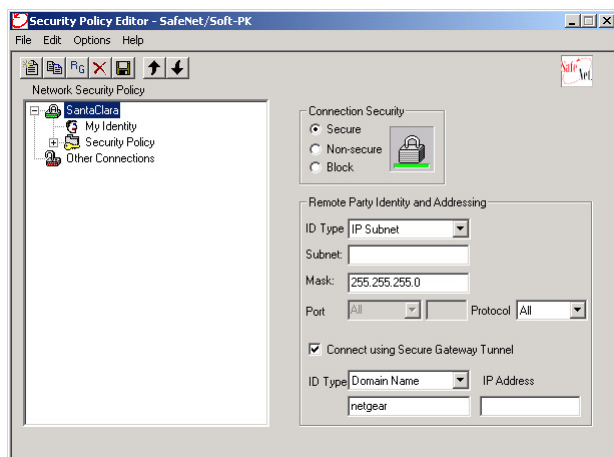 Security Policy Editor - SafeNet/Soft-PK
File Edit Options Help
RG
Safe Net.
Network Security Policy
SantaClara
My Identity
Security Policy
Other Connections
Connection Security
Secure
Non-secure
Block
Remote Party Identity and Addressing
ID Type IP Subnet
Subnet:
Mask: 255.255.255.0
Port All Protocol All
Connect using Secure Gateway Tunnel
ID Type Domain Name IP Address
netgear